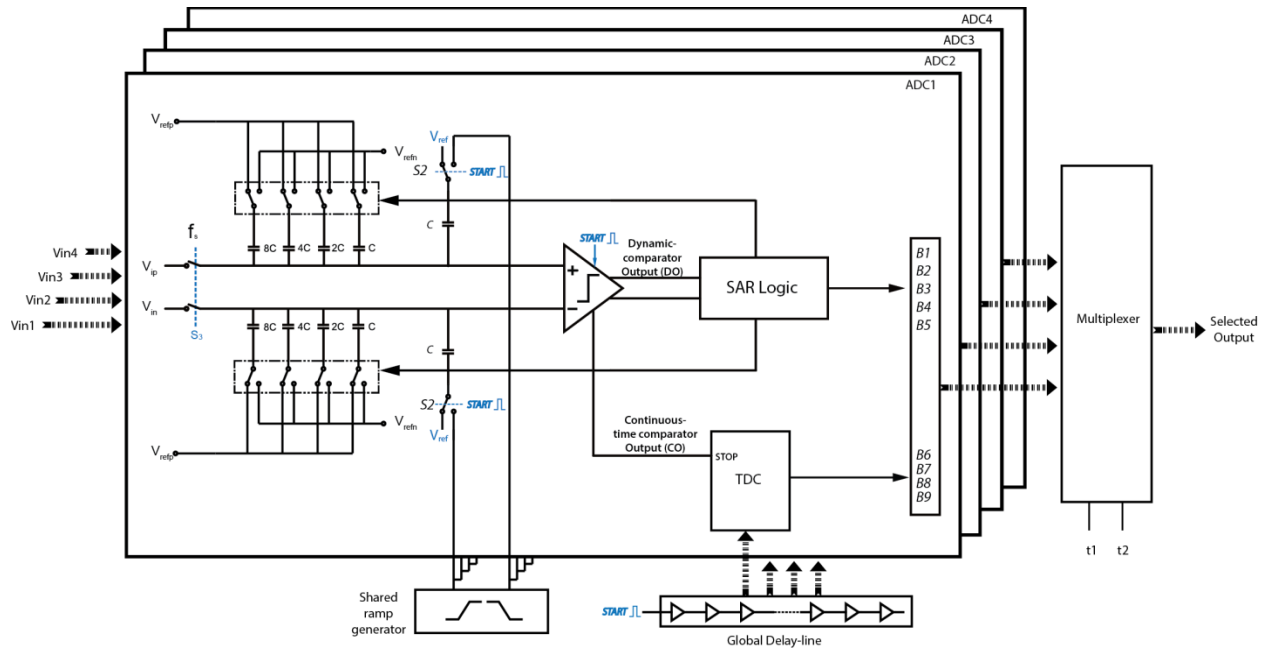 ADC4
ADC3
ADC2
ADC1
Vrefp
Vref
Vrefn
S2
START
C
fs
8C 4C 2C C
START
Dynamic-
comparator
Output (DO)
Vin4
Vin3
Vin2
Vin1
Vip
Vin
+
−
SAR Logic
B1
B2
B3
B4
B5
Multiplexer
Selected
Output
S3
8C 4C 2C C
C
S2
START
Vref
Vrefn
Vrefp
Continuous-
time comparator
Output (CO)
STOP
TDC
B6
B7
B8
B9
t1 t2
Shared
ramp
generator
START
Global Delay-line